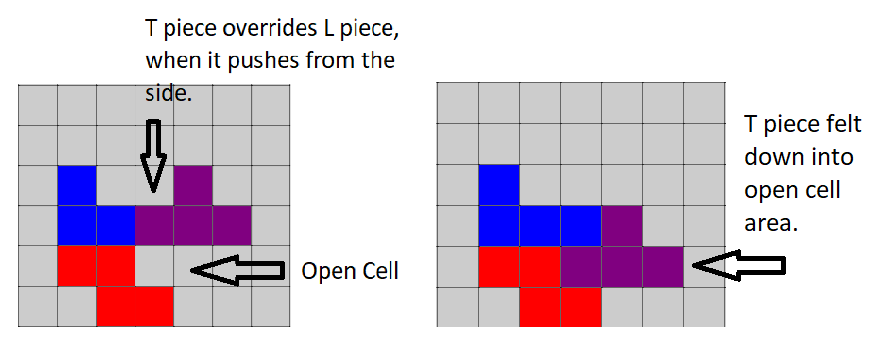 T piece overrides L piece,
when it pushes from the
side.
Open Cell
T piece felt
down into
open cell
area.